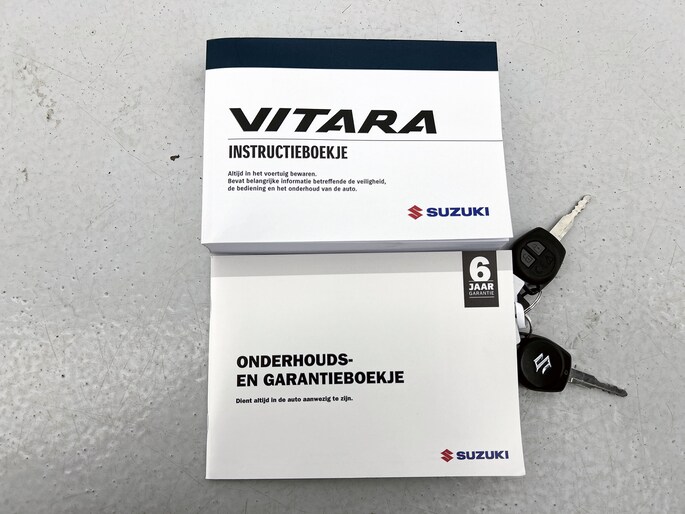 VITARA
INSTRUCTIEBOEKJE
Altijd in het voertuig bewaren.
Bevat belangrijke informatie betreffende de veiligheid,
de bediening en het onderhoud van de auto.
SUZUKI
6
JAAR
GARANTIE
ONDERHOUDS-
EN GARANTIEBOEKJE
Dient altijd in de auto aanwezig te zijn.
SUZUKI